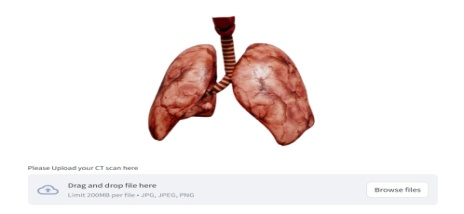 Please Upload your CT scan here
Drag and drop file here
Limit 200MB per file • JPG, JPEG, PNG
Browse files